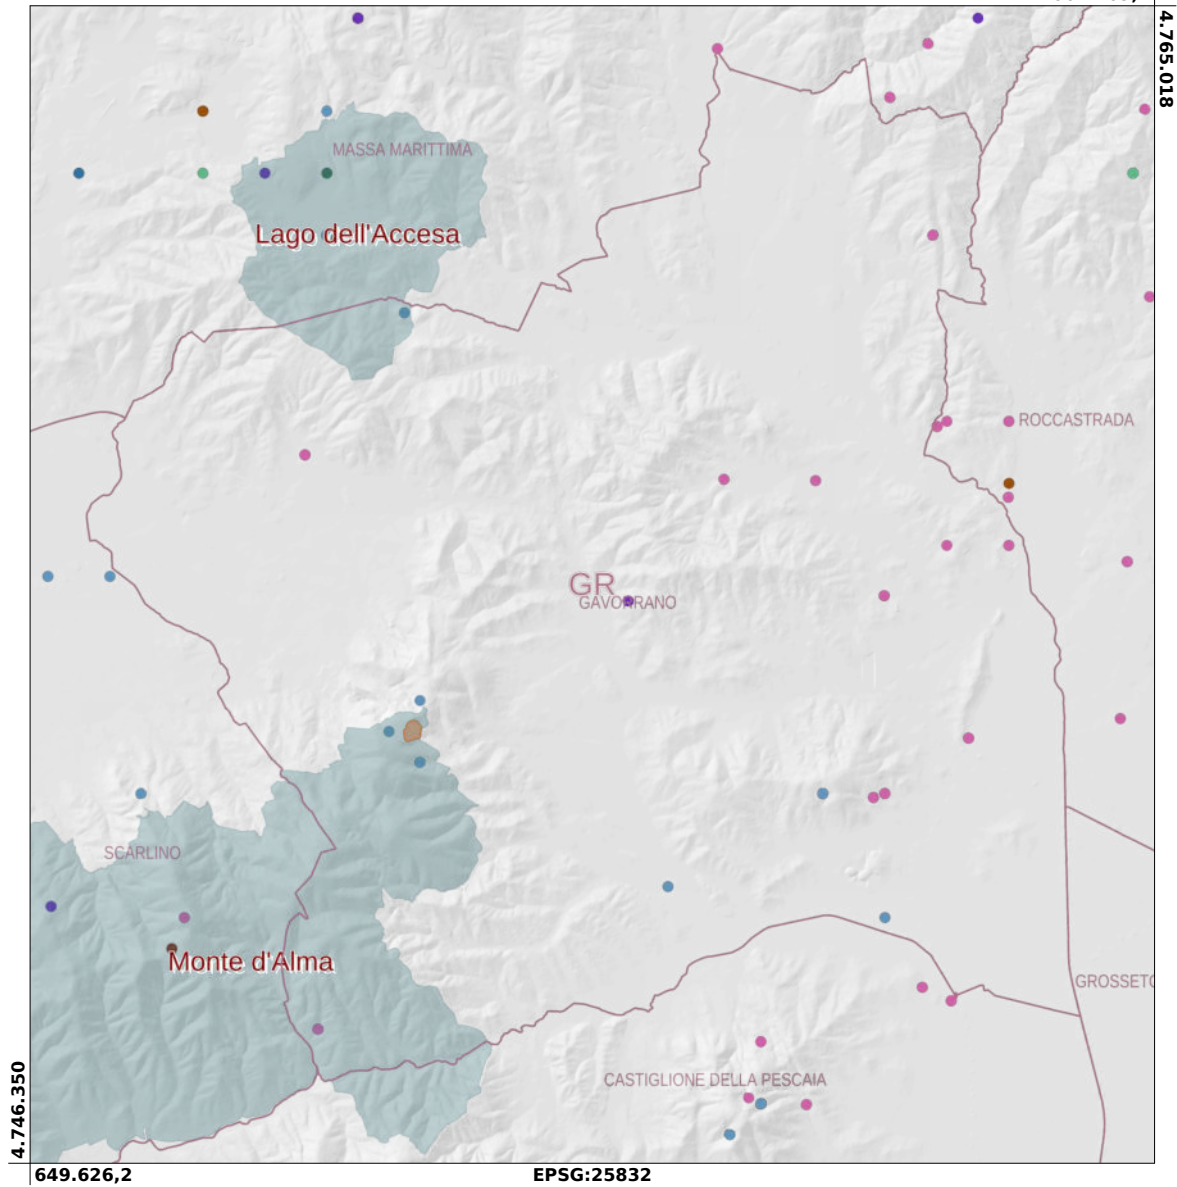 4.765.018
MASSA MARITTIMA
Lago dell'Accesa
ROCCASTRADA
GR
GAVORRANO
SCARLINO
Monte d'Alma
GROSSETO
CASTIGLIONE DELLA PESCAIA
4.746.350
649.626,2
EPSG:25832